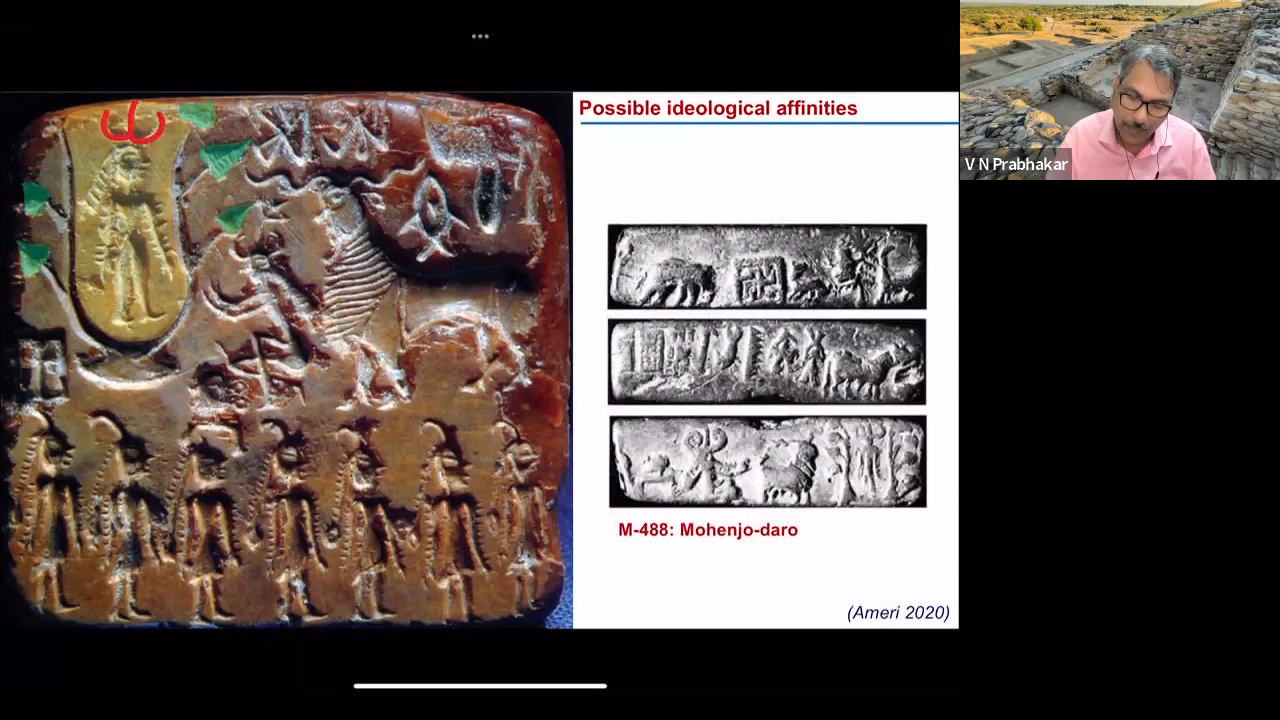 Possible ideological affinities
V N Prabhakar
M-488: Mohenjo-daro
(Ameri 2020)